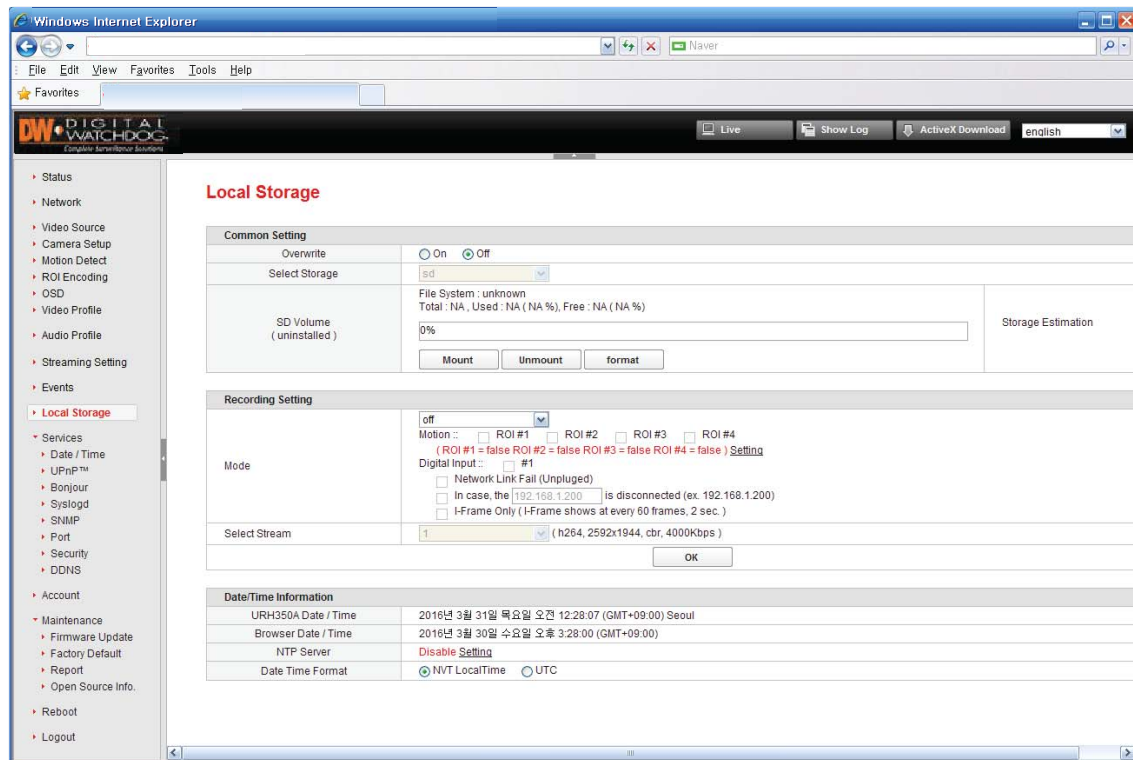 Windows Internet Explorer
Naver
File Edit View Favorites Tools Help
Favorites
DW DIGITAL WATCHDOG
Complete Surveillance Solutions
Live Show Log ActiveX Download english
Status
Network
Video Source
Camera Setup
Motion Detect
ROI Encoding
OSD
Video Profile
Audio Profile
Streaming Setting
Events
Local Storage
Services
Date / Time
UPnP™
Bonjour
Syslogd
SNMP
Port
Security
DDNS
Account
Maintenance
Firmware Update
Factory Default
Report
Open Source Info.
Reboot
Logout
Local Storage
Common Setting
Overwrite On Off
Select Storage sd
SD Volume
( uninstalled )
File System : unknown
Total : NA , Used : NA ( NA %), Free : NA ( NA %)
0%
Mount Unmount format
Storage Estimation
Recording Setting
Mode
off
Motion :: ROI #1 ROI #2 ROI #3 ROI #4
( ROI #1 = false ROI #2 = false ROI #3 = false ROI #4 = false ) Setting
Digital Input :: #1
Network Link Fail (Unpluged)
In case, the 192.168.1.200 is disconnected (ex. 192.168.1.200)
I-Frame Only ( I-Frame shows at every 60 frames, 2 sec. )
Select Stream 1 ( h264, 2592x1944, cbr, 4000Kbps )
OK
Date/Time Information
URH350A Date / Time 2016년 3월 31일 목요일 오전 12:28:07 (GMT+09:00) Seoul
Browser Date / Time 2016년 3월 30일 수요일 오후 3:28:00 (GMT+09:00)
NTP Server Disable Setting
Date Time Format NVT LocalTime UTC